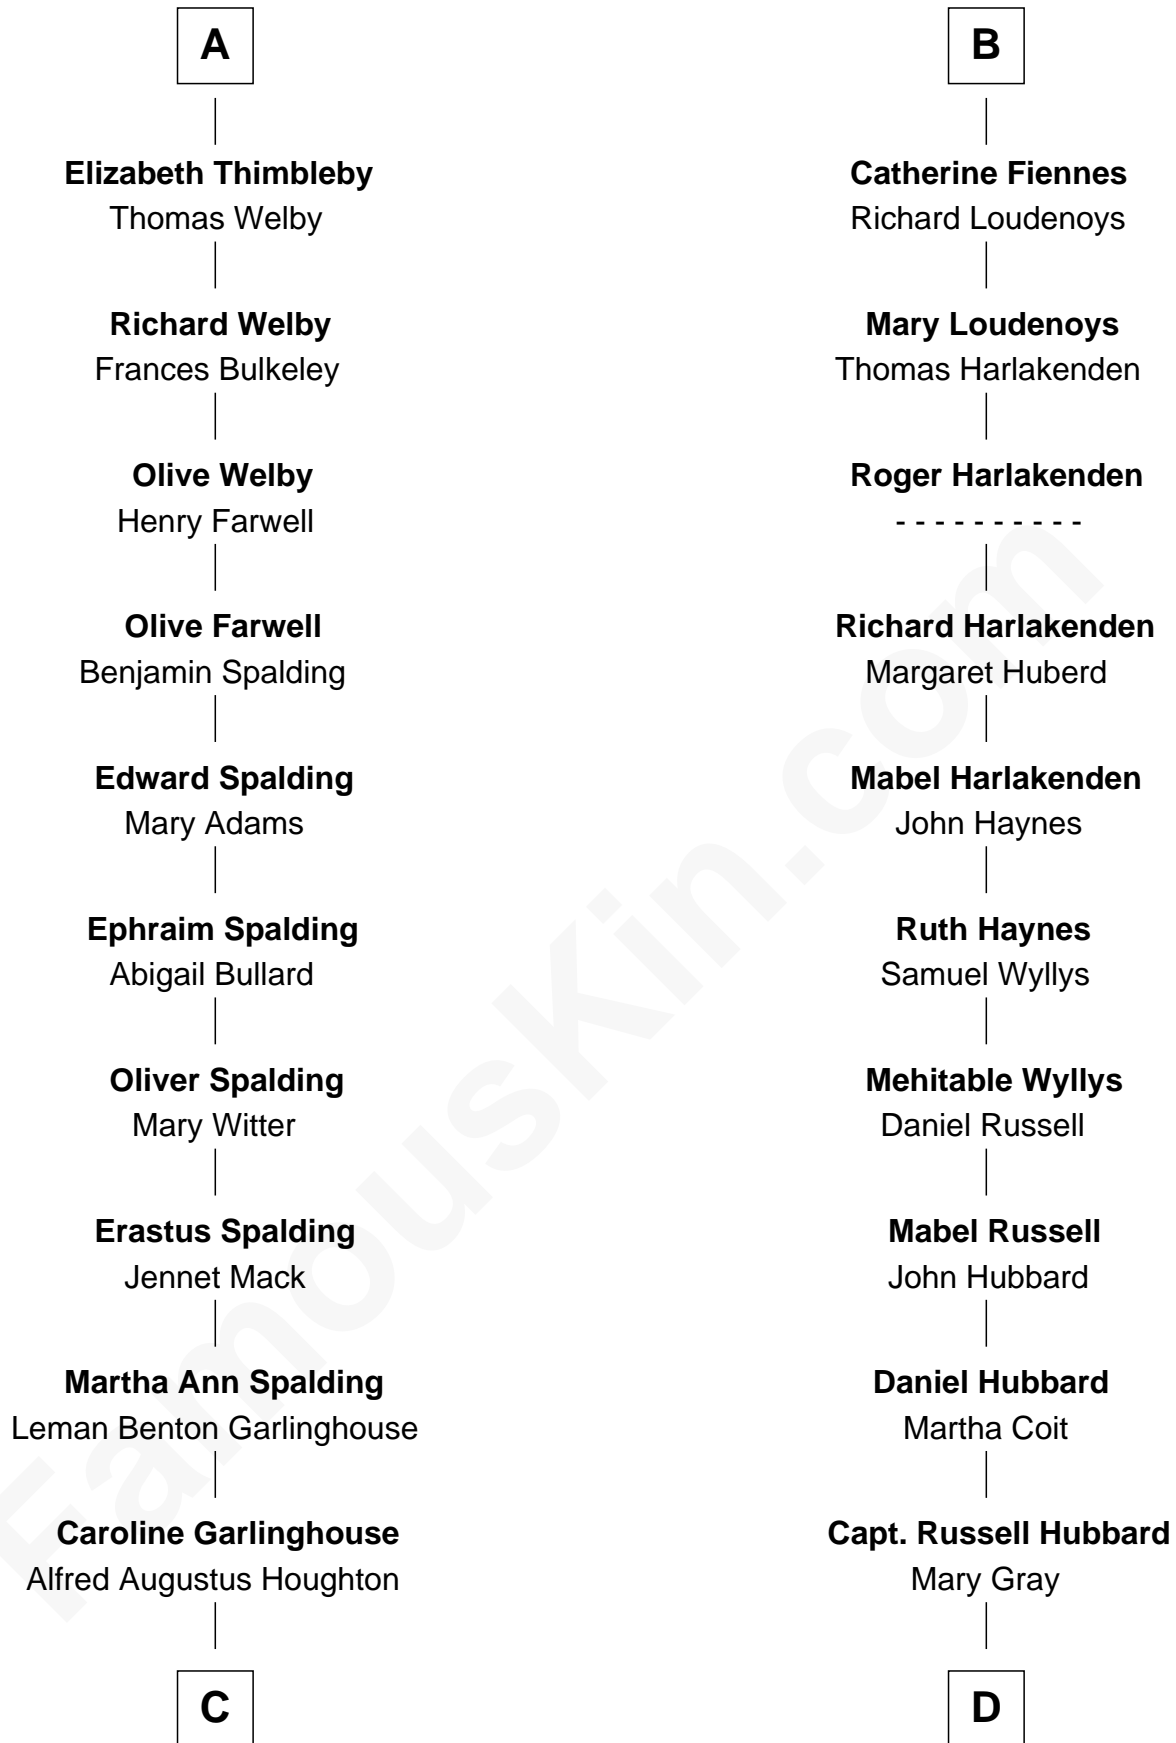 A
Elizabeth Thimbleby
Thomas Welby
Richard Welby
Frances Bulkeley
Olive Welby
Henry Farwell
Olive Farwell
Benjamin Spalding
Edward Spalding
Mary Adams
Ephraim Spalding
Abigail Bullard
Oliver Spalding
Mary Witter
Erastus Spalding
Jennet Mack
Martha Ann Spalding
Leman Benton Garlinghouse
Caroline Garlinghouse
Alfred Augustus Houghton
C
B
Catherine Fiennes
Richard Loudenoys
Mary Loudenoys
Thomas Harlakenden
Roger Harlakenden
- - - - - - - - - -
Richard Harlakenden
Margaret Huberd
Mabel Harlakenden
John Haynes
Ruth Haynes
Samuel Wyllys
Mehitable Wyllys
Daniel Russell
Mabel Russell
John Hubbard
Daniel Hubbard
Martha Coit
Capt. Russell Hubbard
Mary Gray
D
FamousKin.com